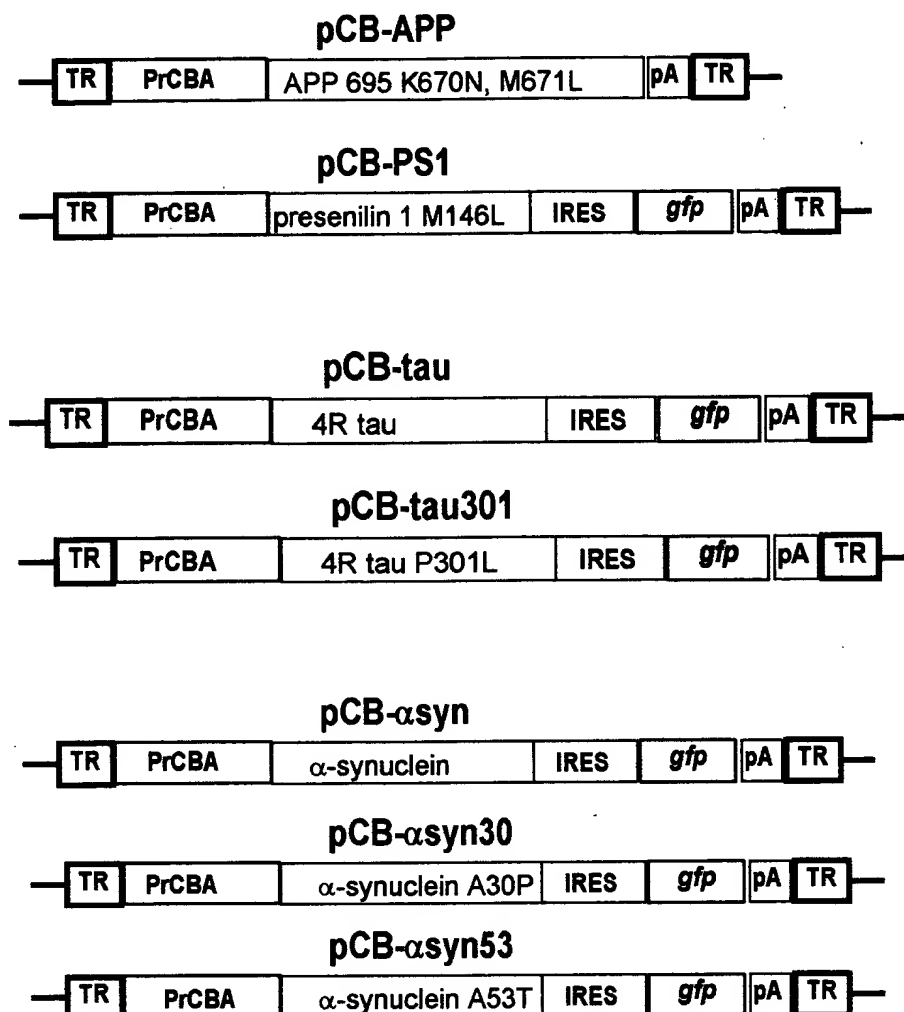 pCB-APP
TR PrCBA APP 695 K670N, M671L pA TR
pCB-PS1
TR PrCBA presenilin 1 M146L IRES gfp pA TR
pCB-tau
TR PrCBA 4R tau IRES gfp pA TR
pCB-tau301
TR PrCBA 4R tau P301L IRES gfp pA TR
pCB-αsyn
TR PrCBA α-synuclein IRES gfp pA TR
pCB-αsyn30
TR PrCBA α-synuclein A30P IRES gfp pA TR
pCB-αsyn53
TR PrCBA α-synuclein A53T IRES gfp pA TR